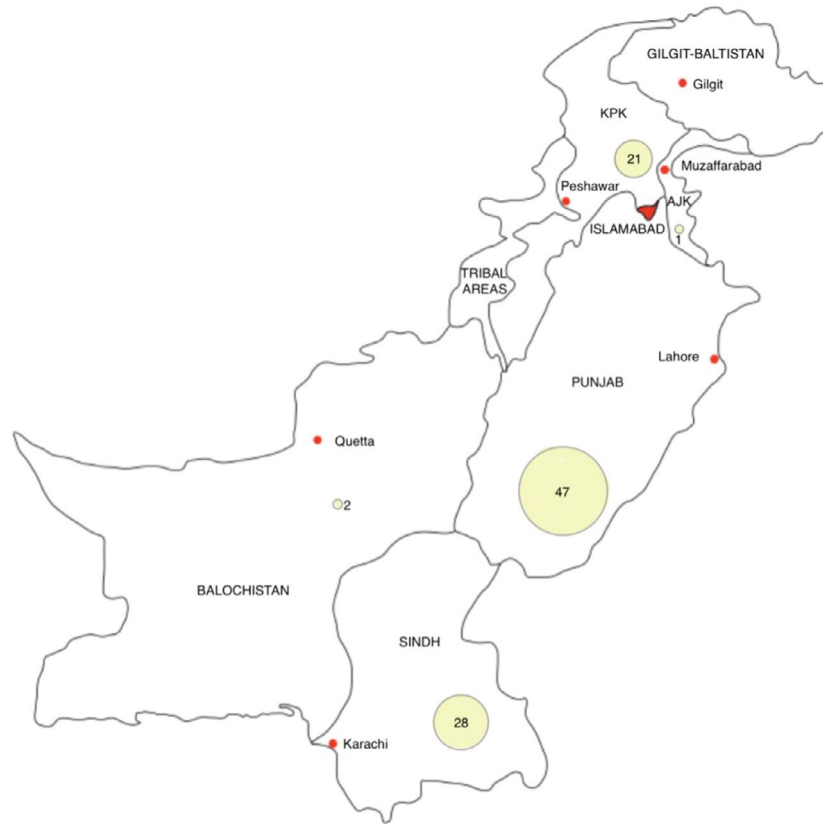 GILGIT-BALTISTAN
Gilgit
KPK
21
Muzaffarabad
Peshawar
AJK
ISLAMABAD
1
TRIBAL
AREAS
Lahore
PUNJAB
Quetta
47
2
BALOCHISTAN
SINDH
28
Karachi